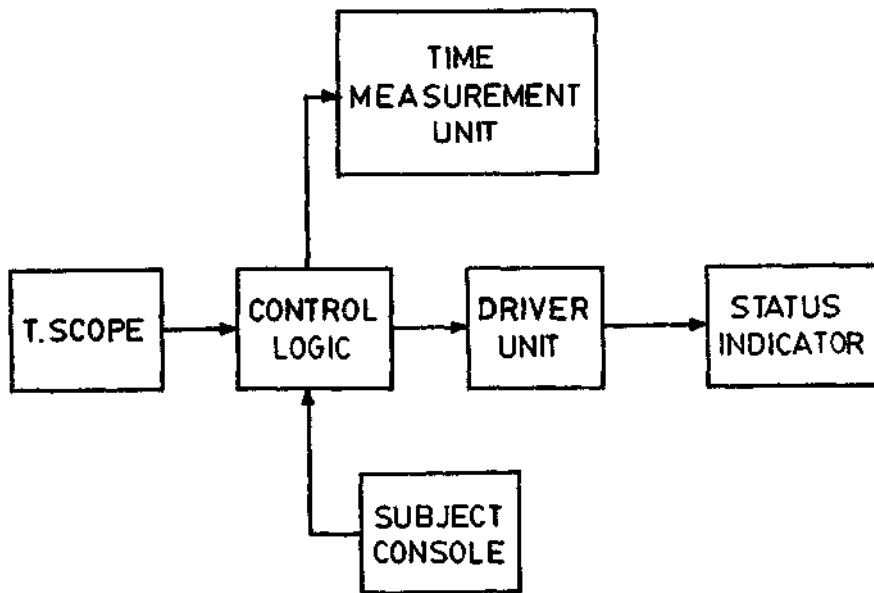 TIME
MEASUREMENT
UNIT
T. SCOPE
CONTROL
LOGIC
DRIVER
UNIT
STATUS
INDICATOR
SUBJECT
CONSOLE